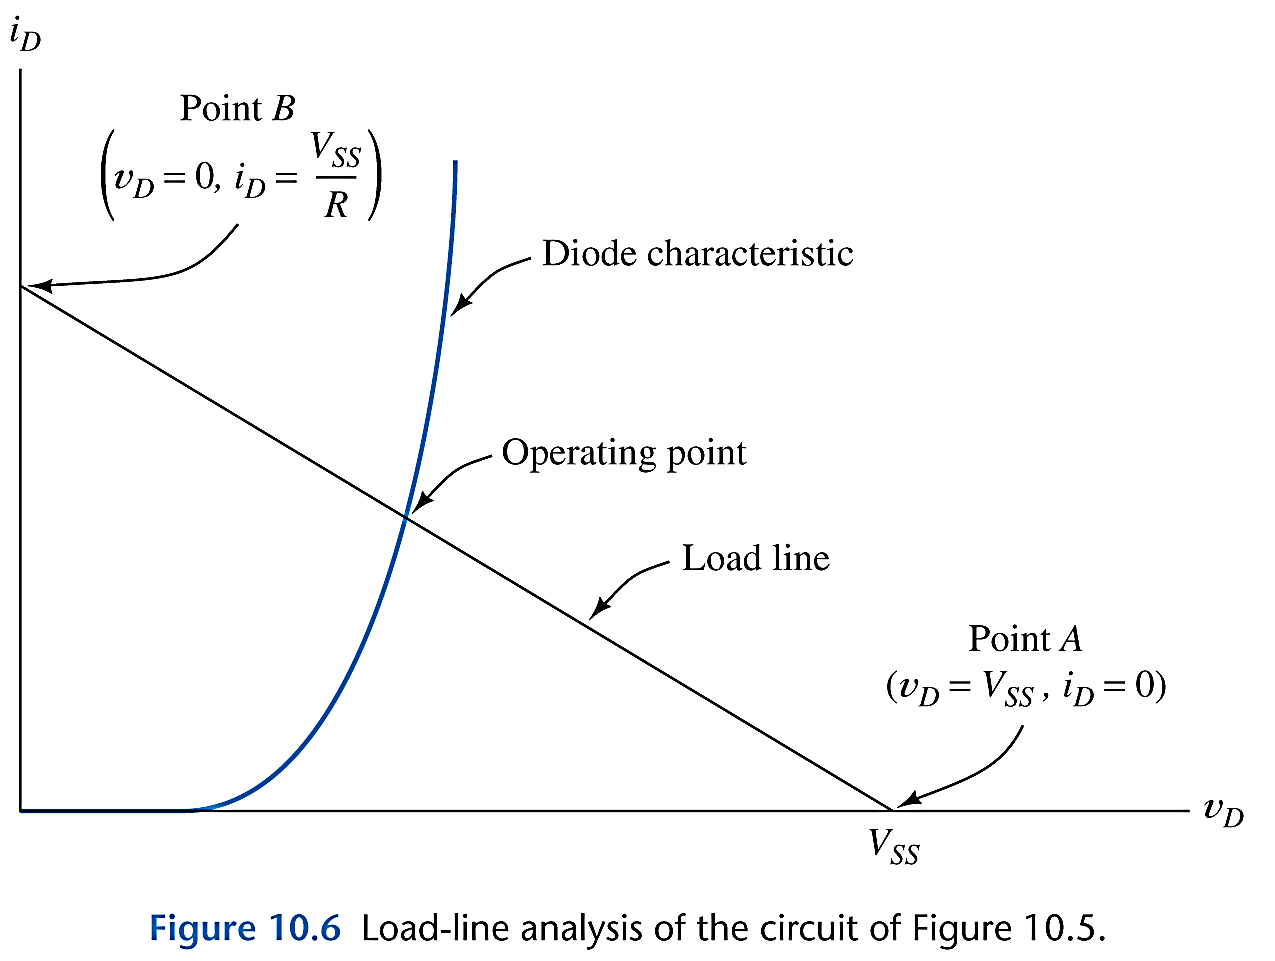 i_D
Point B
(v_D = 0, i_D = V_SS / R)
Diode characteristic
Operating point
Load line
Point A
(v_D = V_SS, i_D = 0)
v_D
V_SS
Figure 10.6 Load-line analysis of the circuit of Figure 10.5.